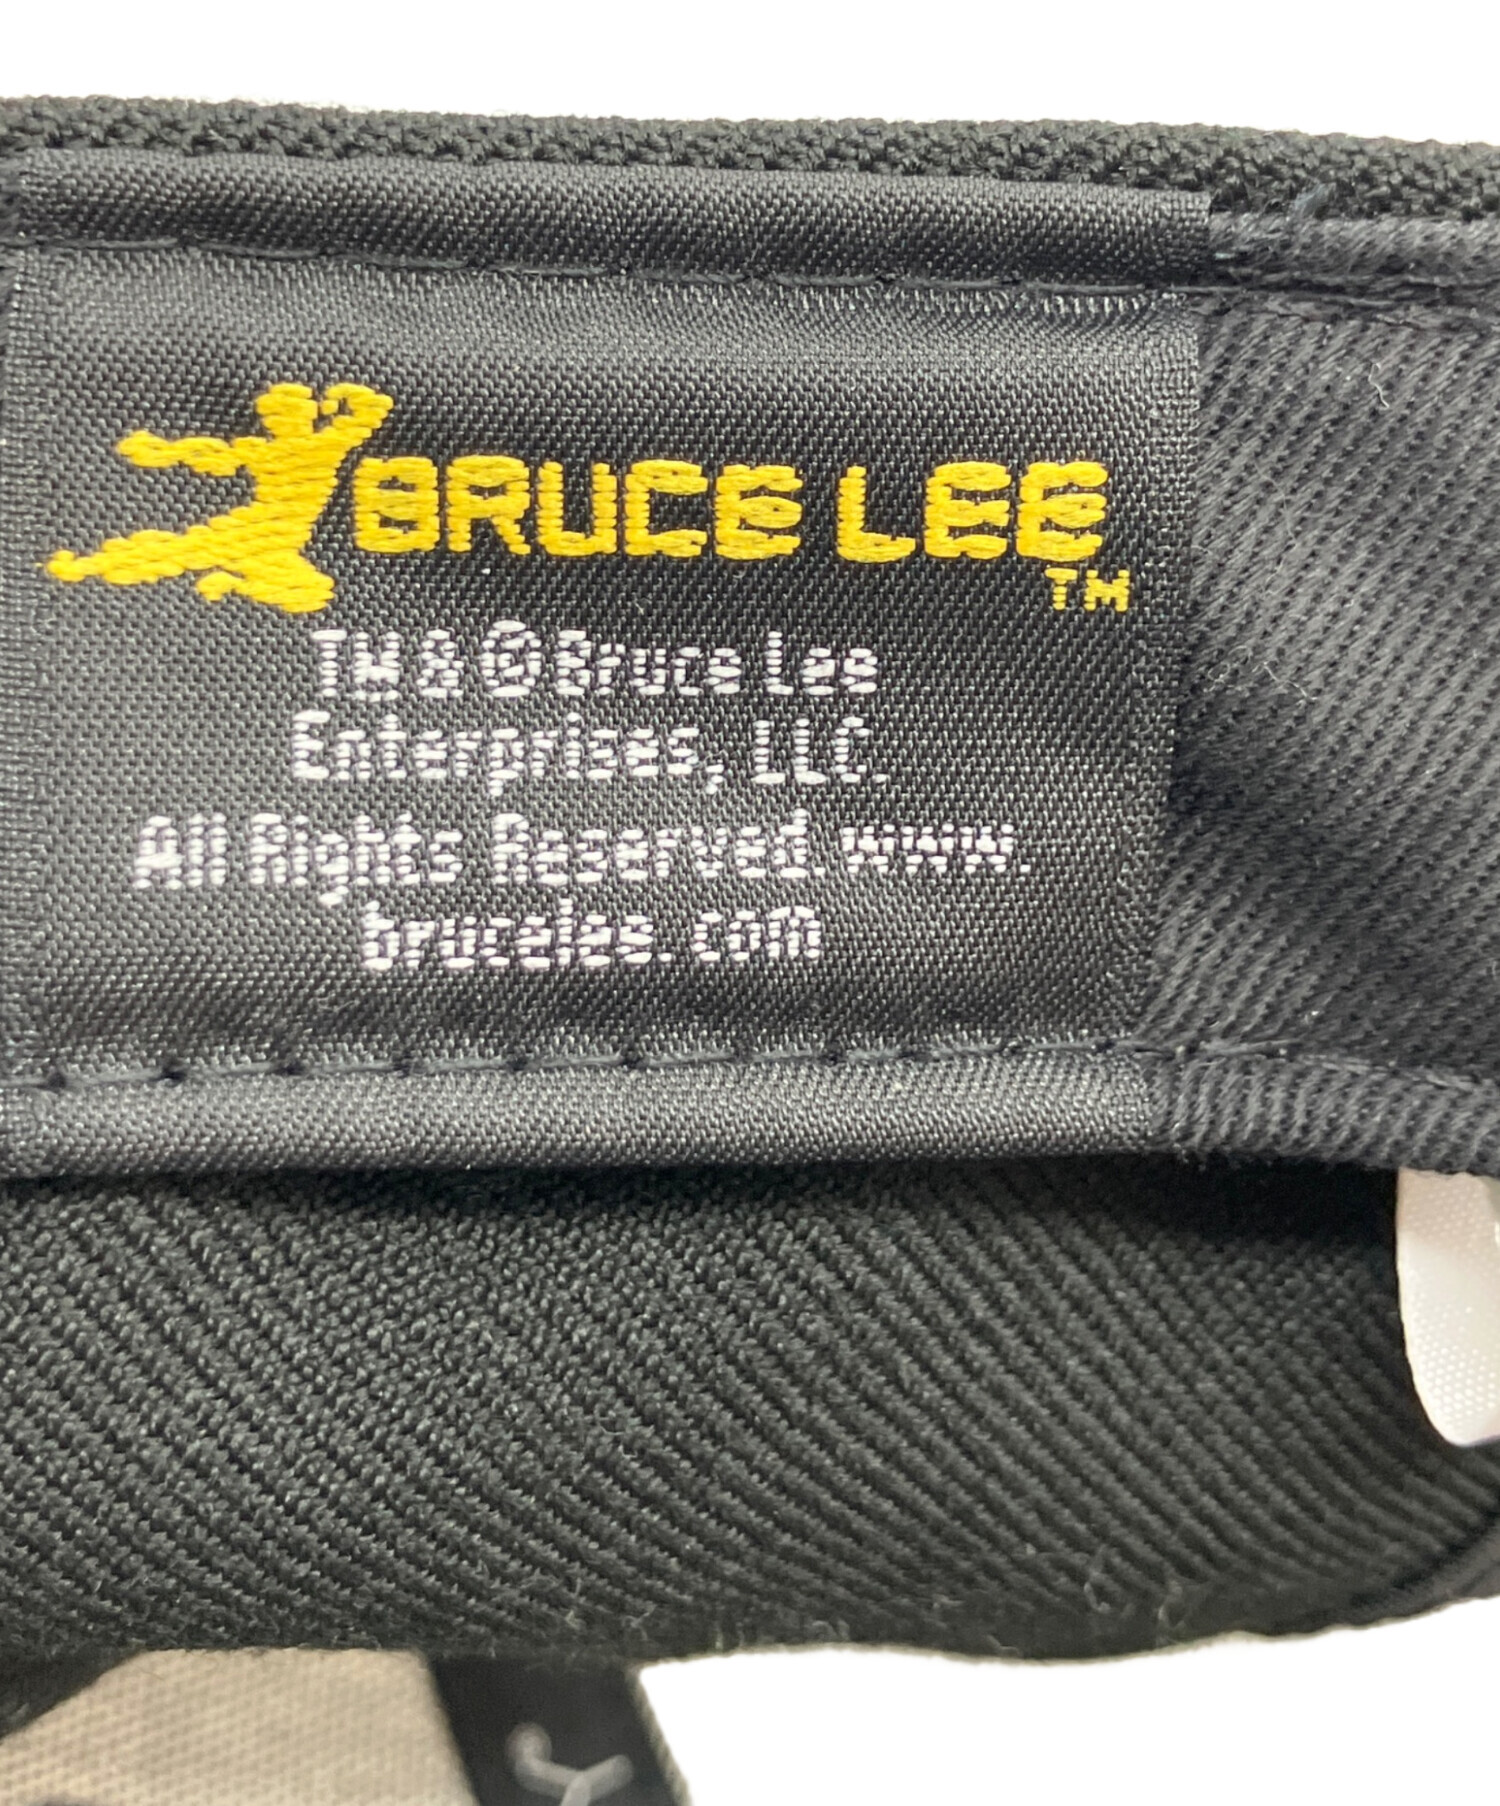 BRUCE LEE
TM
TM & © Bruce Lee
Enterprises, LLC.
All Rights Reserved. www.
brucelee.com